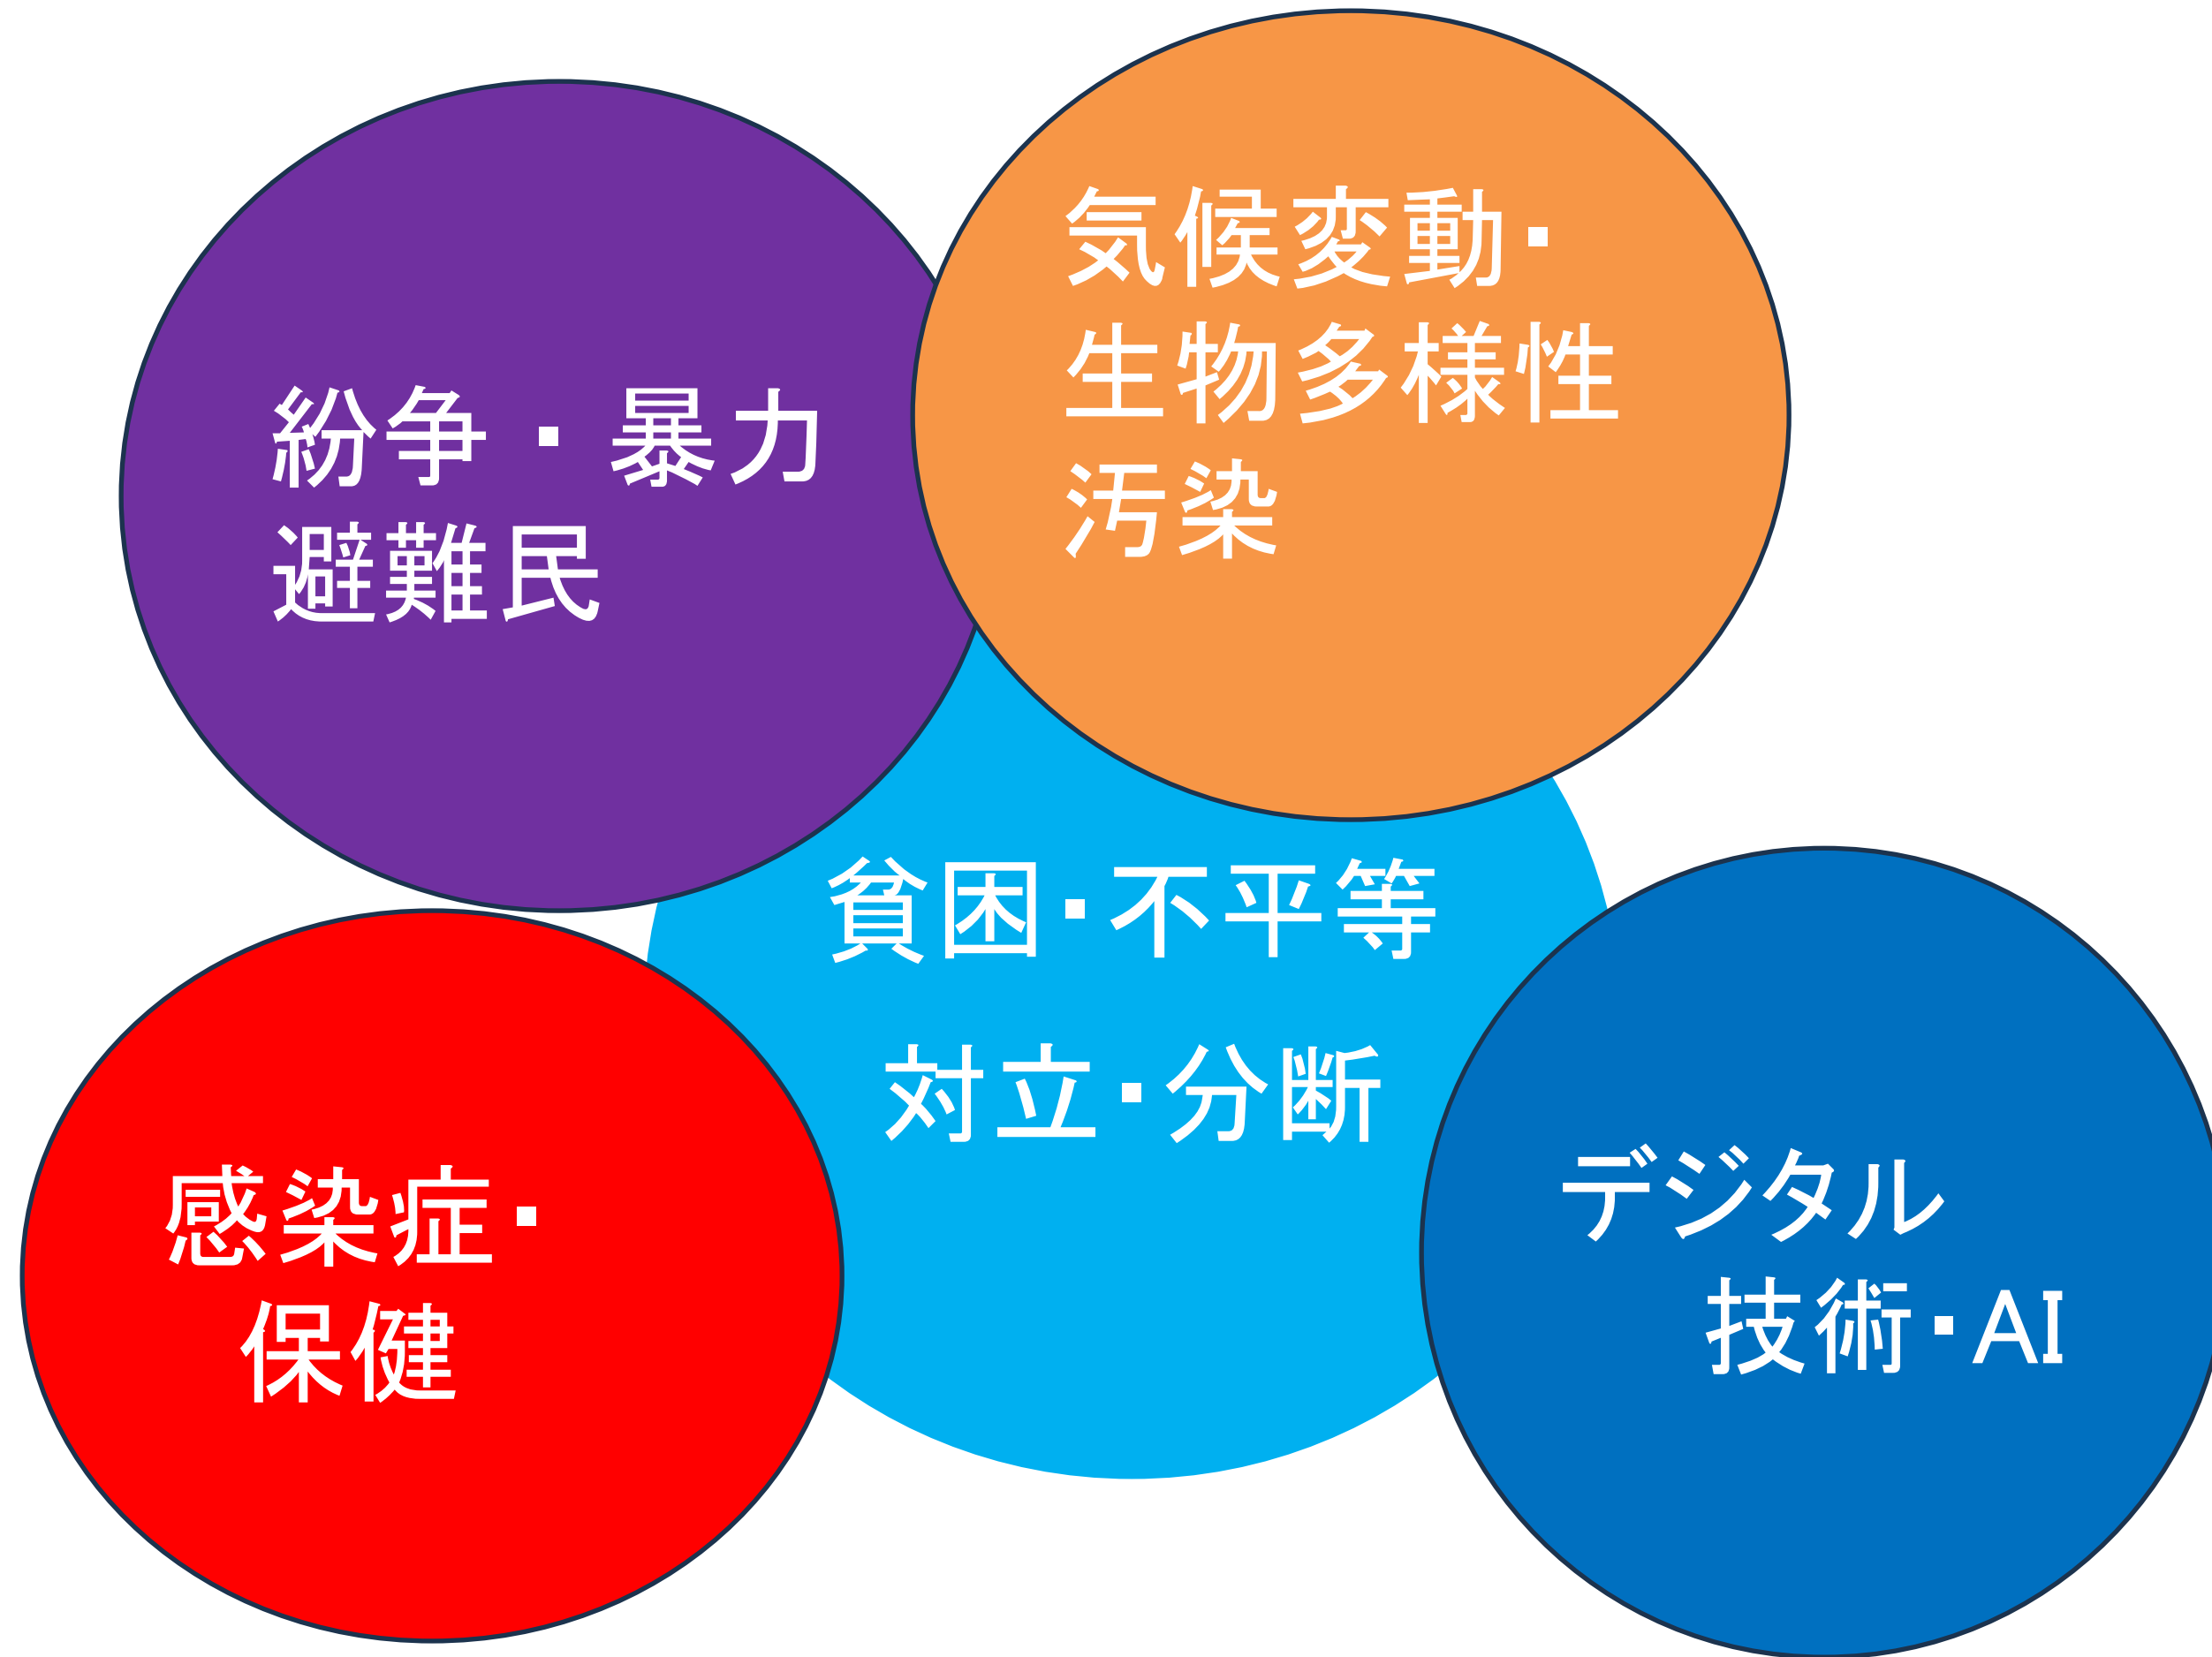 紛争・暴力
避難民
気候変動・
生物多様性
汚染
貧困・不平等
対立・分断
感染症・
保健
デジタル
技術・AI